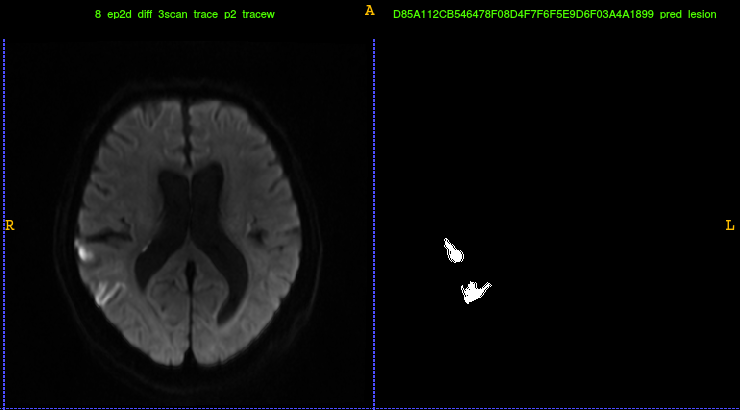 8 ep2d diff 3scan trace p2 tracew
A
D85A112CB546478F08D4F7F6F5E9D6F03A4A1899 pred lesion
R
L